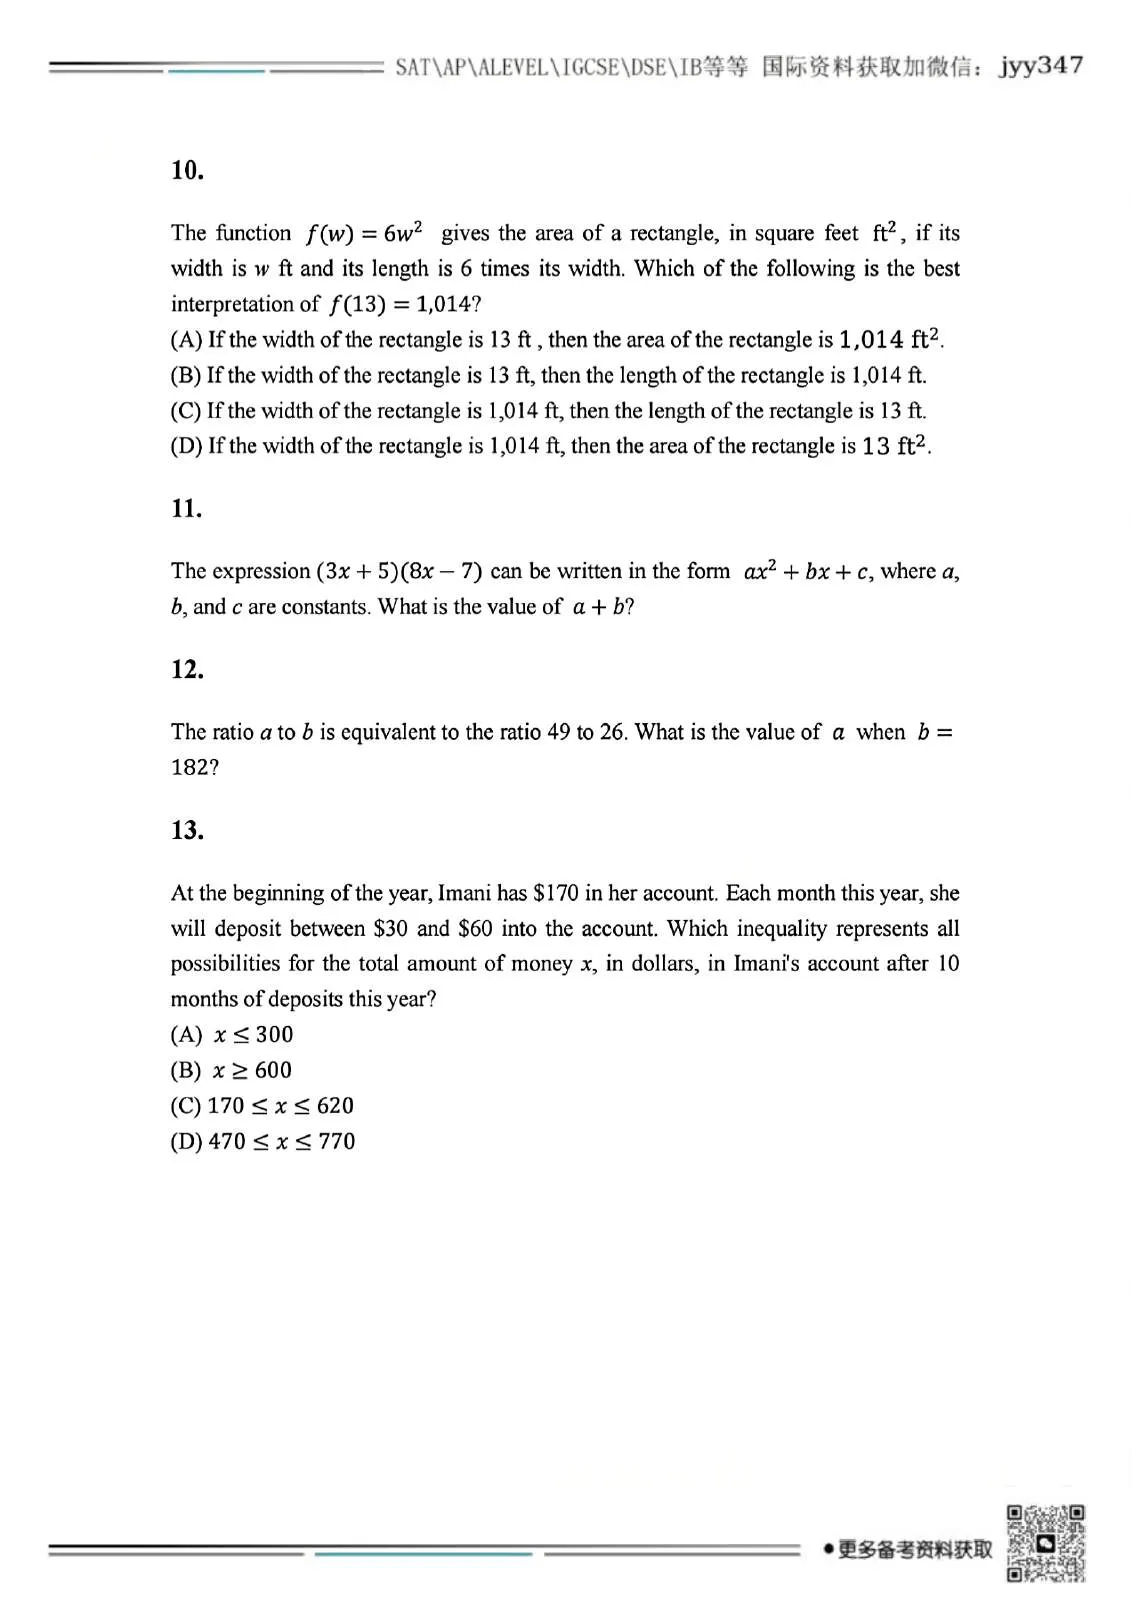 SAT\AP\ALEVEL\IGCSE\DSE\IB等等 国际资料获取加微信：jyy347
10.
The function f(w) = 6w² gives the area of a rectangle, in square feet ft², if its
width is w ft and its length is 6 times its width. Which of the following is the best
interpretation of f(13) = 1,014?
(A) If the width of the rectangle is 13 ft , then the area of the rectangle is 1,014 ft².
(B) If the width of the rectangle is 13 ft, then the length of the rectangle is 1,014 ft.
(C) If the width of the rectangle is 1,014 ft, then the length of the rectangle is 13 ft.
(D) If the width of the rectangle is 1,014 ft, then the area of the rectangle is 13 ft².
11.
The expression (3x + 5)(8x − 7) can be written in the form ax² + bx + c, where a,
b, and c are constants. What is the value of a + b?
12.
The ratio a to b is equivalent to the ratio 49 to 26. What is the value of a when b =
182?
13.
At the beginning of the year, Imani has $170 in her account. Each month this year, she
will deposit between $30 and $60 into the account. Which inequality represents all
possibilities for the total amount of money x, in dollars, in Imani's account after 10
months of deposits this year?
(A) x ≤ 300
(B) x ≥ 600
(C) 170 ≤ x ≤ 620
(D) 470 ≤ x ≤ 770
●更多备考资料获取